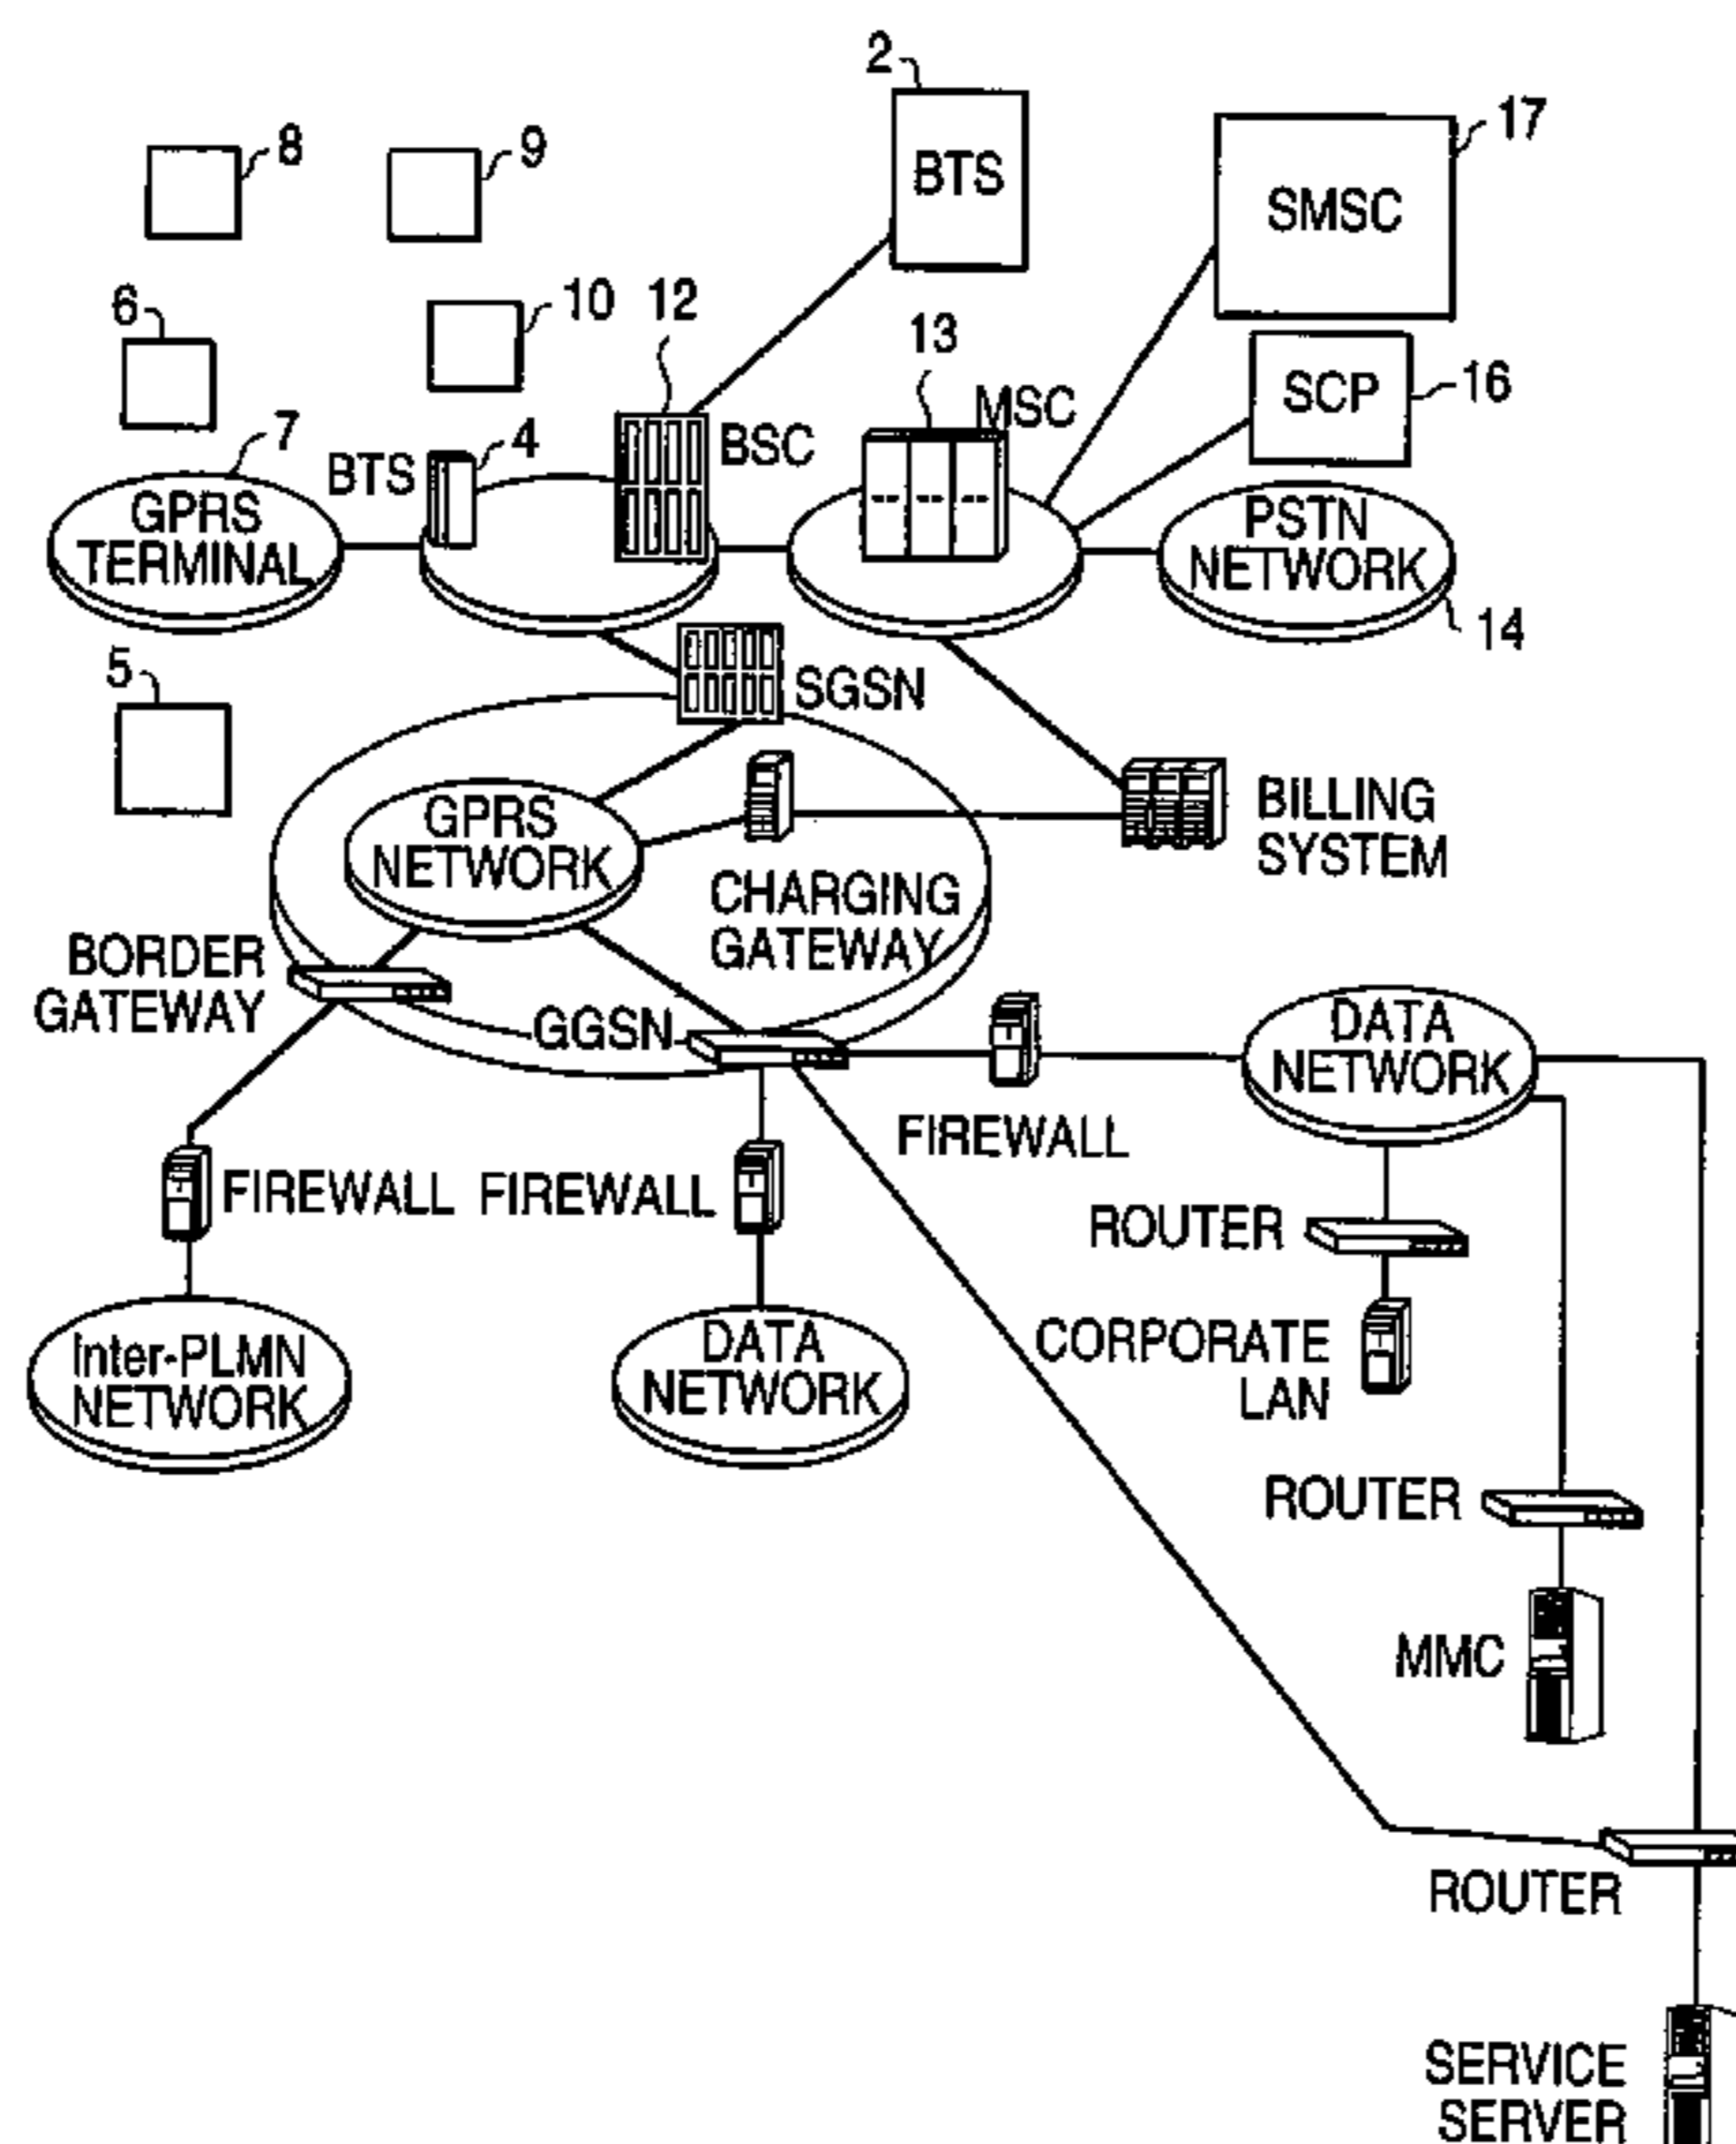 2
17
8
9
BTS
SMSC
6
10
12
13
MSC
SCP
16
7
BTS
4
BSC
GPRS
TERMINAL
PSTN
NETWORK
14
5
SGSN
GPRS
NETWORK
BILLING
SYSTEM
CHARGING
GATEWAY
BORDER
GATEWAY
GGSN
DATA
NETWORK
FIREWALL
FIREWALL
FIREWALL
ROUTER
Inter-PLMN
NETWORK
DATA
NETWORK
CORPORATE
LAN
ROUTER
MMC
ROUTER
SERVICE
SERVER